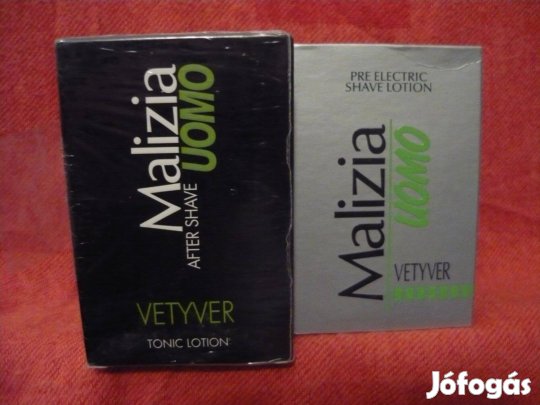 Malizia
UOMO
AFTER SHAVE
VETYVER
TONIC LOTION
PRE ELECTRIC
SHAVE LOTION
Malizia
UOMO
VETYVER
Jófogás